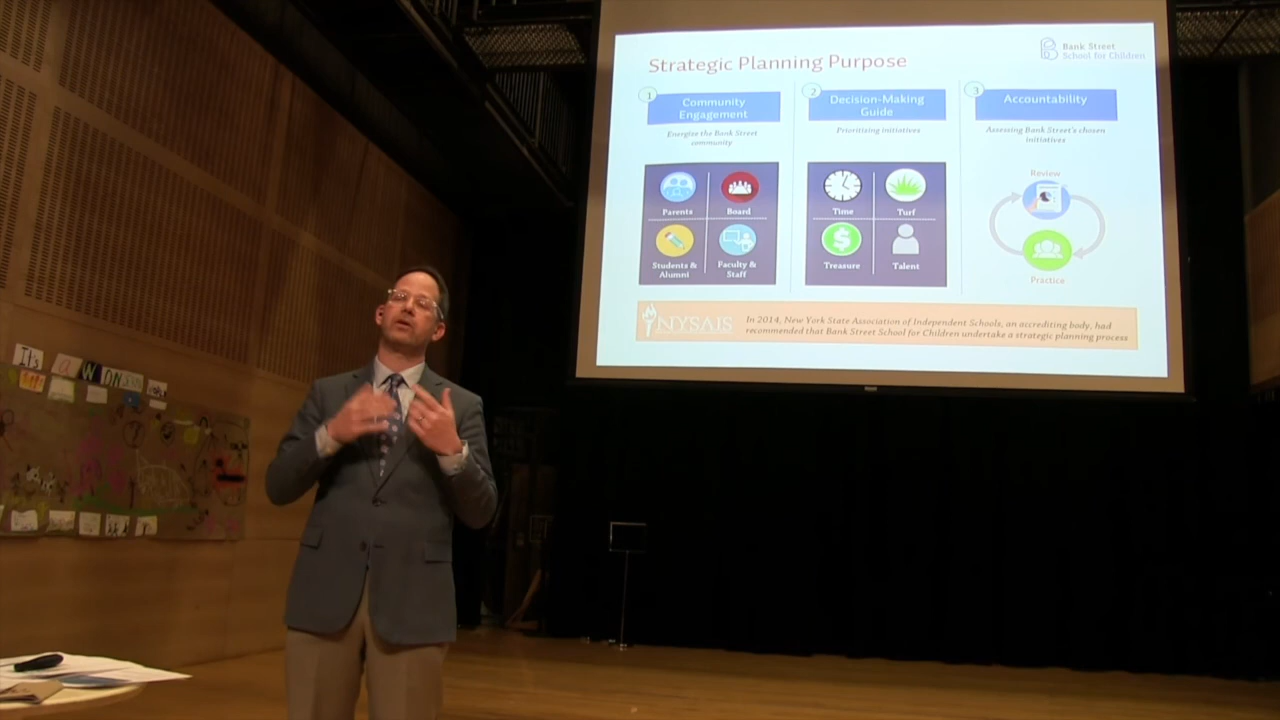 Strategic Planning Purpose
Bank Street
School for Children
1
Community
Engagement
Energize the Bank Street
community
Parents
Board
Students &
Alumni
Faculty &
Staff
2
Decision-Making
Guide
Prioritizing initiatives
Time
Turf
Treasure
Talent
3
Accountability
Assessing Bank Street's chosen
initiatives
Review
Practice
NYSAIS
In 2014, New York State Association of Independent Schools, an accrediting body, had
recommended that Bank Street School for Children undertake a strategic planning process
It's a